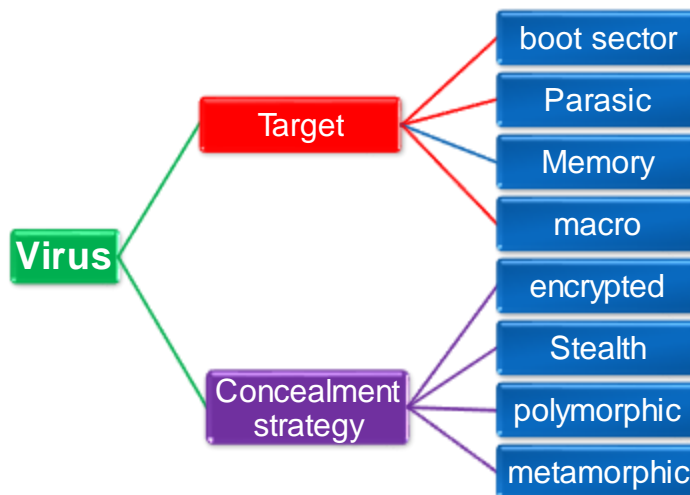 boot sector
Target
Parasic
Memory
macro
Virus
encrypted
Stealth
Concealment
strategy
polymorphic
metamorphic